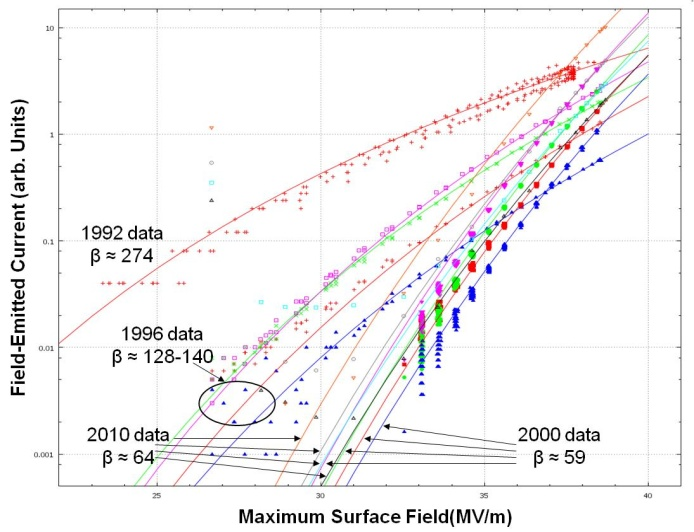 10
1
0.1
0.01
0.001
Field-Emitted Current (arb. Units)
1992 data
β ≈ 274
1996 data
β ≈ 128-140
2010 data
β ≈ 64
2000 data
β ≈ 59
25
30
35
40
Maximum Surface Field(MV/m)